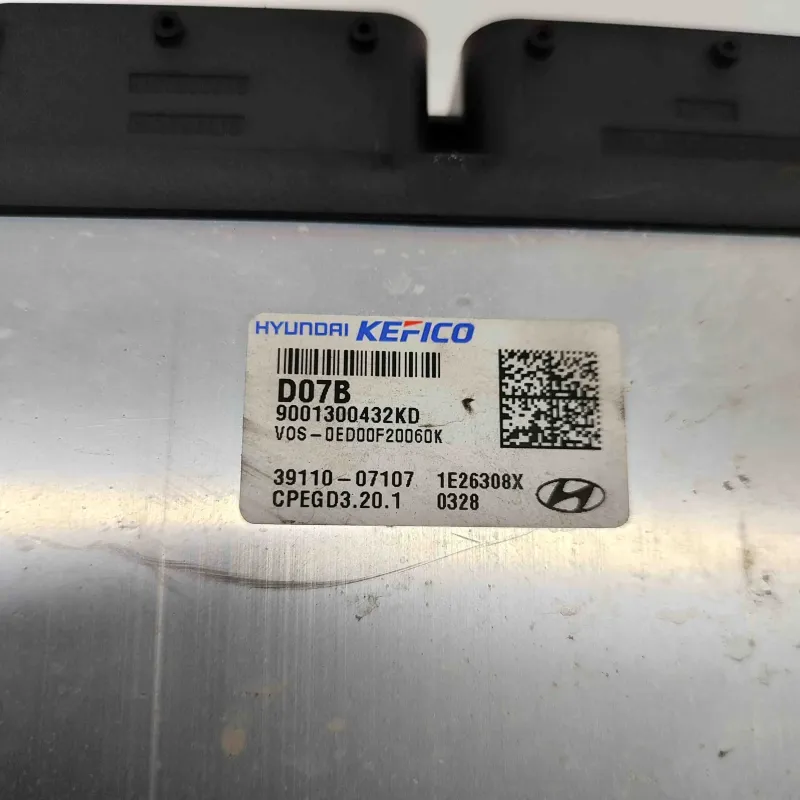 HYUNDAI KEFICO
D07B
9001300432KD
VOS-0ED00F20060K
39110-07107 1E26308X
CPEGD3.20.1 0328